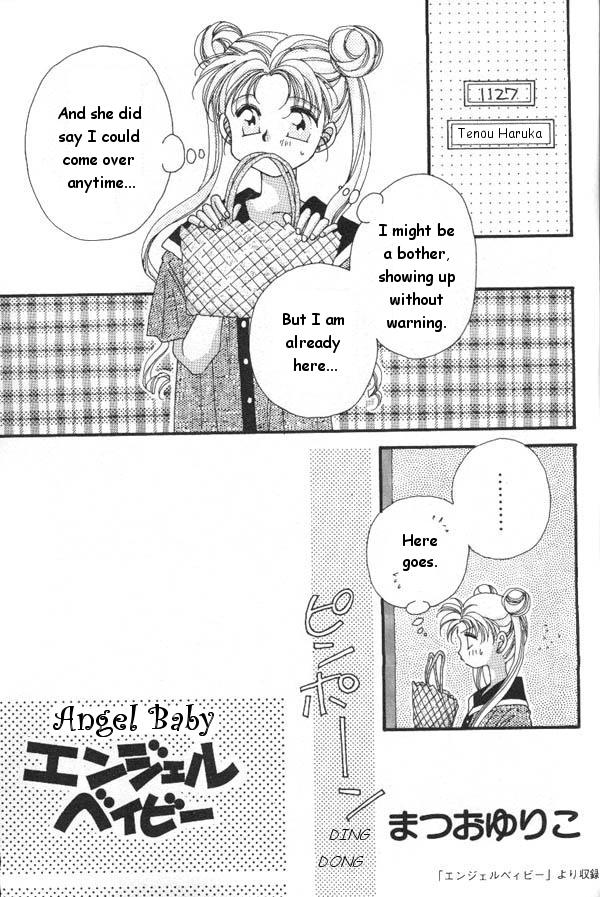 1127
Tenou Haruka
And she did
say I could
come over
anytime...
I might be
a bother,
showing up
without
warning.
But I am
already
here...
.........
Here
goes.
ピンポーン
DING
DONG
Angel Baby
エンジェル
ベイビー
まつおゆりこ
「エンジェルベィビー」より収録